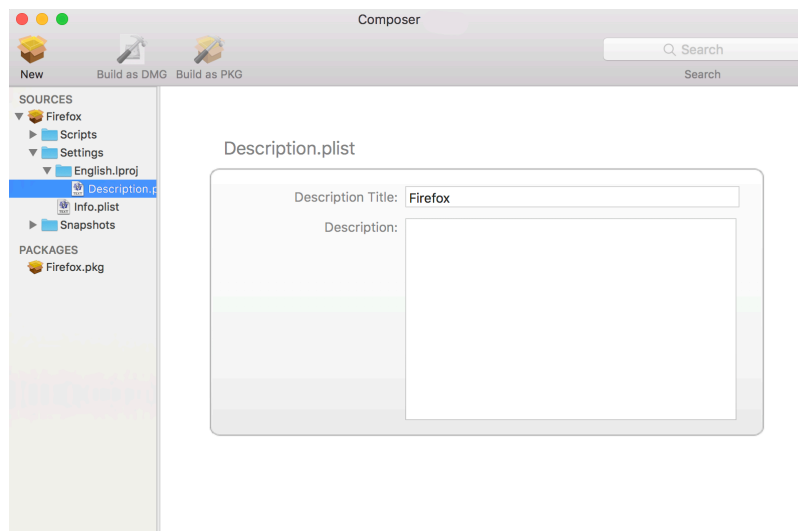 Composer
Search
New
Build as DMG
Build as PKG
Search
SOURCES
Firefox
Scripts
Settings
English.lproj
Description.p
Info.plist
Snapshots
PACKAGES
Firefox.pkg
Description.plist
Description Title: Firefox
Description: